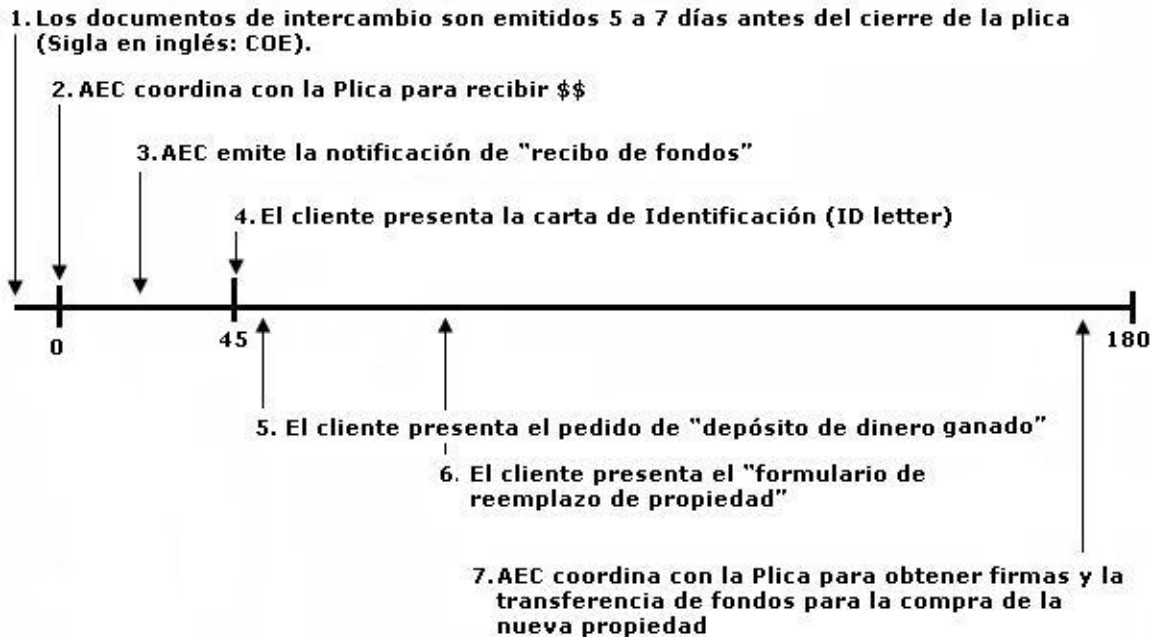 1. Los documentos de intercambio son emitidos 5 a 7 días antes del cierre de la plica
(Sigla en inglés: COE).
2. AEC coordina con la Plica para recibir $$
3. AEC emite la notificación de "recibo de fondos"
4. El cliente presenta la carta de Identificación (ID letter)
0
45
180
5. El cliente presenta el pedido de "depósito de dinero ganado"
6. El cliente presenta el "formulario de
reemplazo de propiedad"
7. AEC coordina con la Plica para obtener firmas y la
transferencia de fondos para la compra de la
nueva propiedad